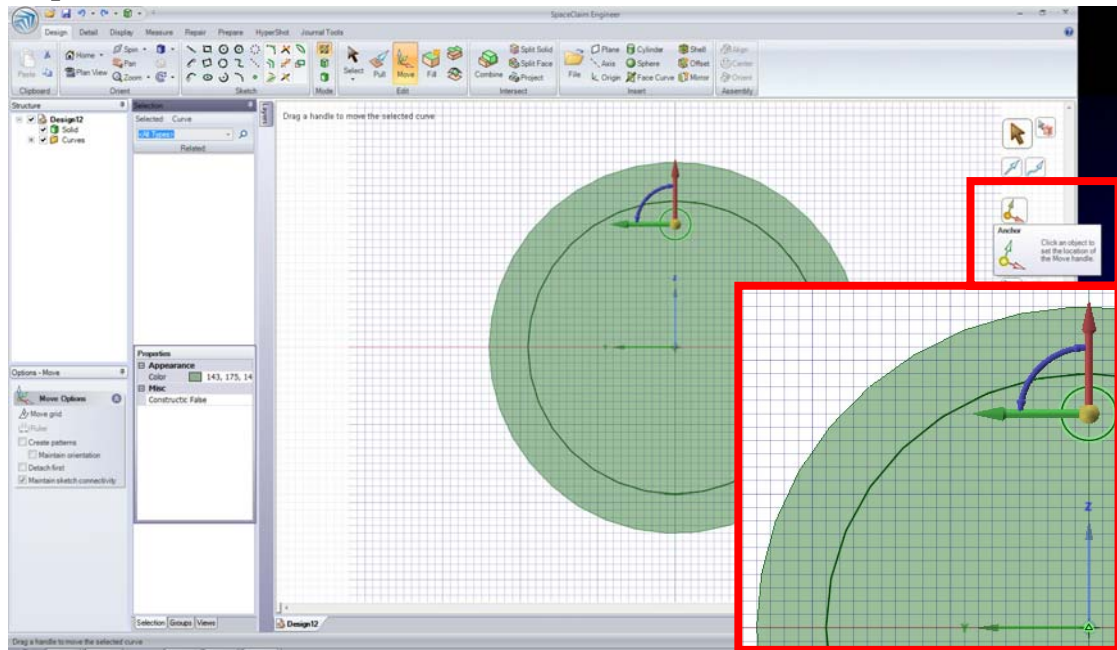 SpaceClaim Engineer
Design Detail Display Measure Repair Prepare HyperShot Journal Tools
Paste
Home
Plan View
Spin
Pan
Zoom
Select Pull Move Fill
Combine
Split Solid
Split Face
Project
File
Plane
Axis
Origin
Cylinder
Sphere
Face Curve
Shell
Offset
Mirror
Align
Center
Orient
Clipboard Orient Sketch Mode Edit Intersect Insert Assembly
Structure
Design12
Solid
Curves
Selection
Selected Curve
<All Types>
Related
Layers
Drag a handle to move the selected curve
Anchor
Click an object to
set the location of
the Move handle.
Z
Y
Properties
Appearance
Color 143, 175, 14
Misc
Constructic False
Options - Move
Move Options
Move grid
Ruler
Create patterns
Maintain orientation
Detach first
Maintain sketch connectivity
Z
Y
Selection Groups Views
Design12
Drag a handle to move the selected curve